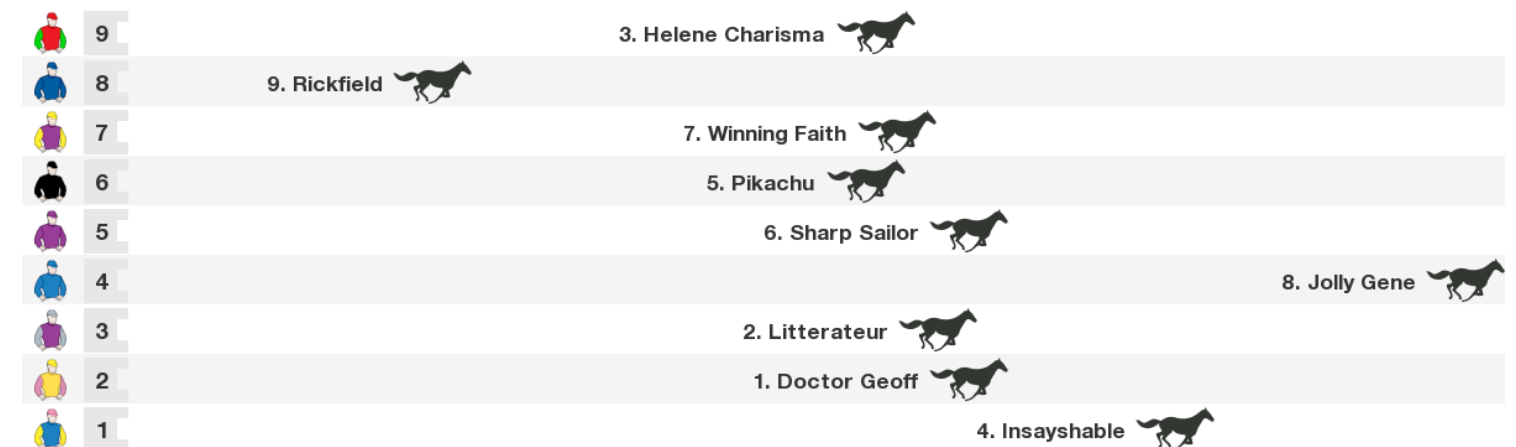 9 3. Helene Charisma
8 9. Rickfield
7 7. Winning Faith
6 5. Pikachu
5 6. Sharp Sailor
4 8. Jolly Gene
3 2. Litterateur
2 1. Doctor Geoff
1 4. Insayshable